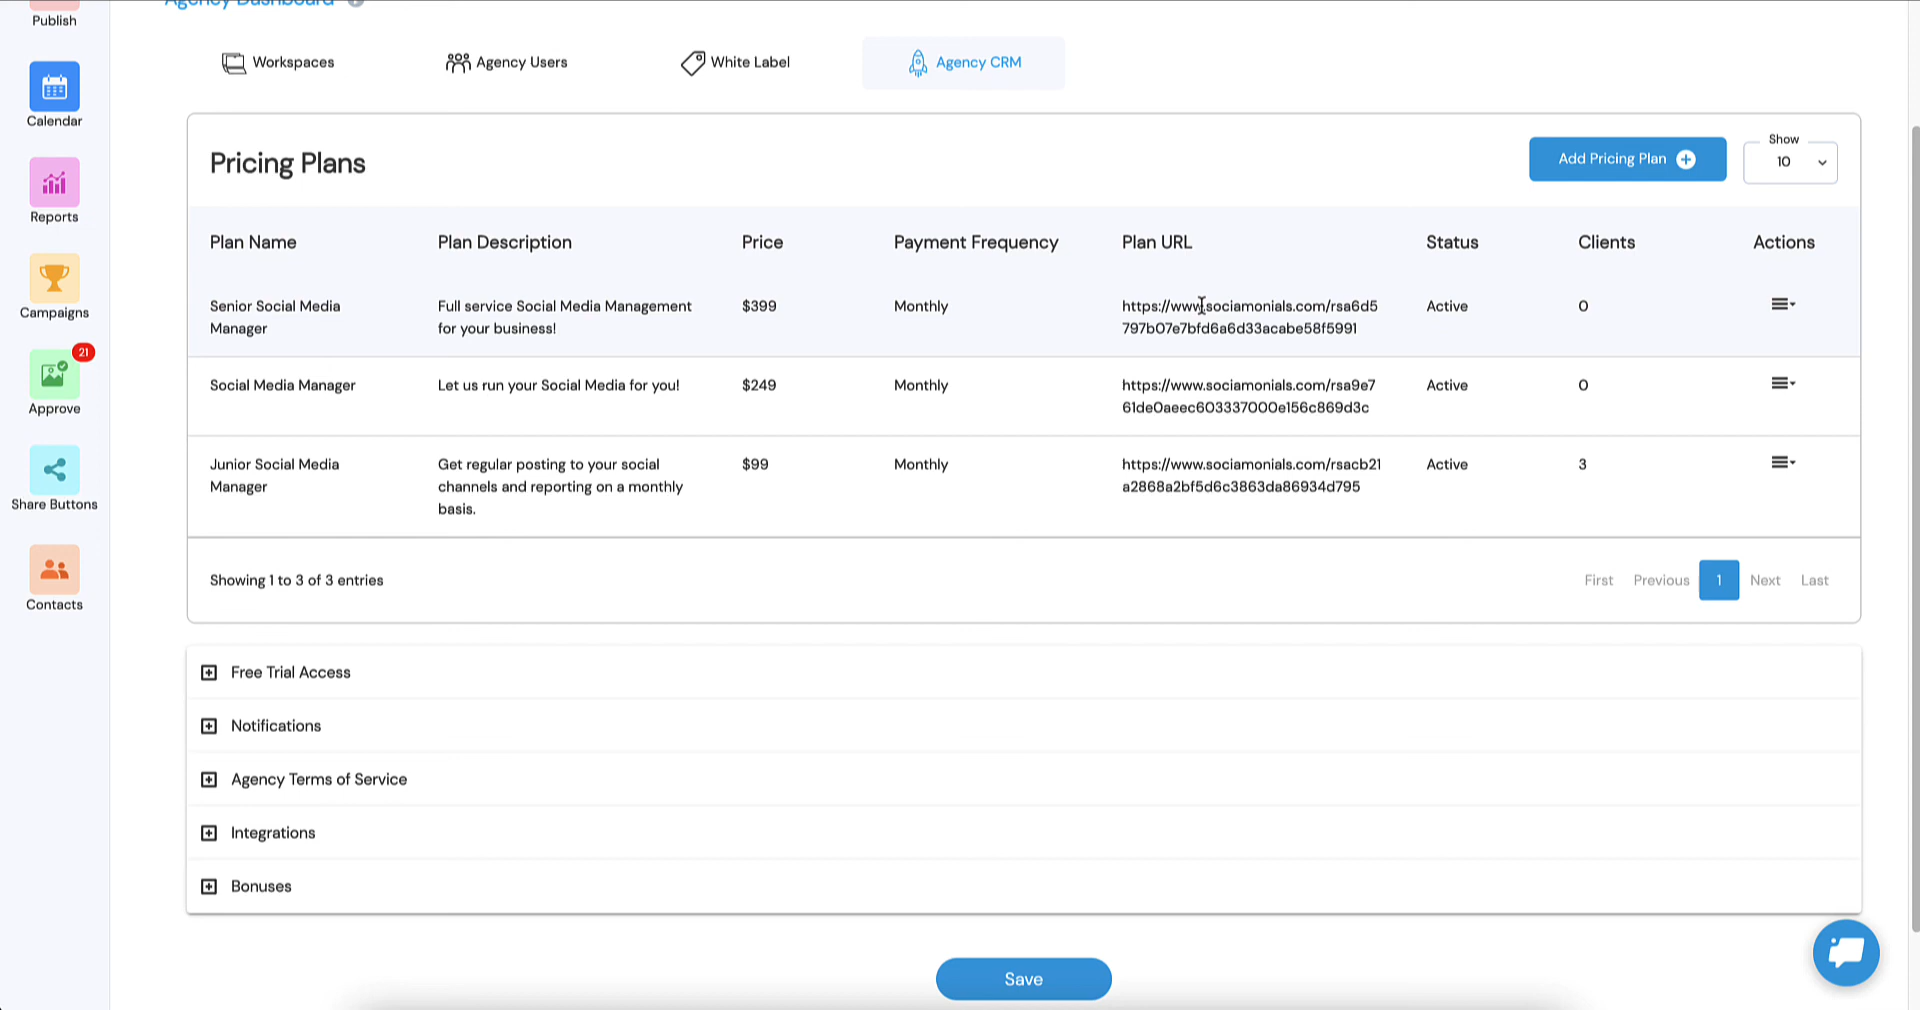 Agency Dashboard
Publish
Calendar
Reports
Campaigns
21
Approve
Share Buttons
Contacts
Workspaces
Agency Users
White Label
Agency CRM
Pricing Plans
Add Pricing Plan
Show
10
Plan Name Plan Description Price Payment Frequency Plan URL Status Clients Actions
Senior Social Media Full service Social Media Management $399 Monthly https://www.sociamonials.com/rsa6d5 Active 0
Manager for your business! 797b07e7bfd6a6d33acabe58f5991
Social Media Manager Let us run your Social Media for you! $249 Monthly https://www.sociamonials.com/rsa9e7 Active 0
61de0aeec603337000e156c869d3c
Junior Social Media Get regular posting to your social $99 Monthly https://www.sociamonials.com/rsacb21 Active 3
Manager channels and reporting on a monthly a2868a2bf5d6c3863da86934d795
basis.
Showing 1 to 3 of 3 entries
First Previous 1 Next Last
Free Trial Access
Notifications
Agency Terms of Service
Integrations
Bonuses
Save